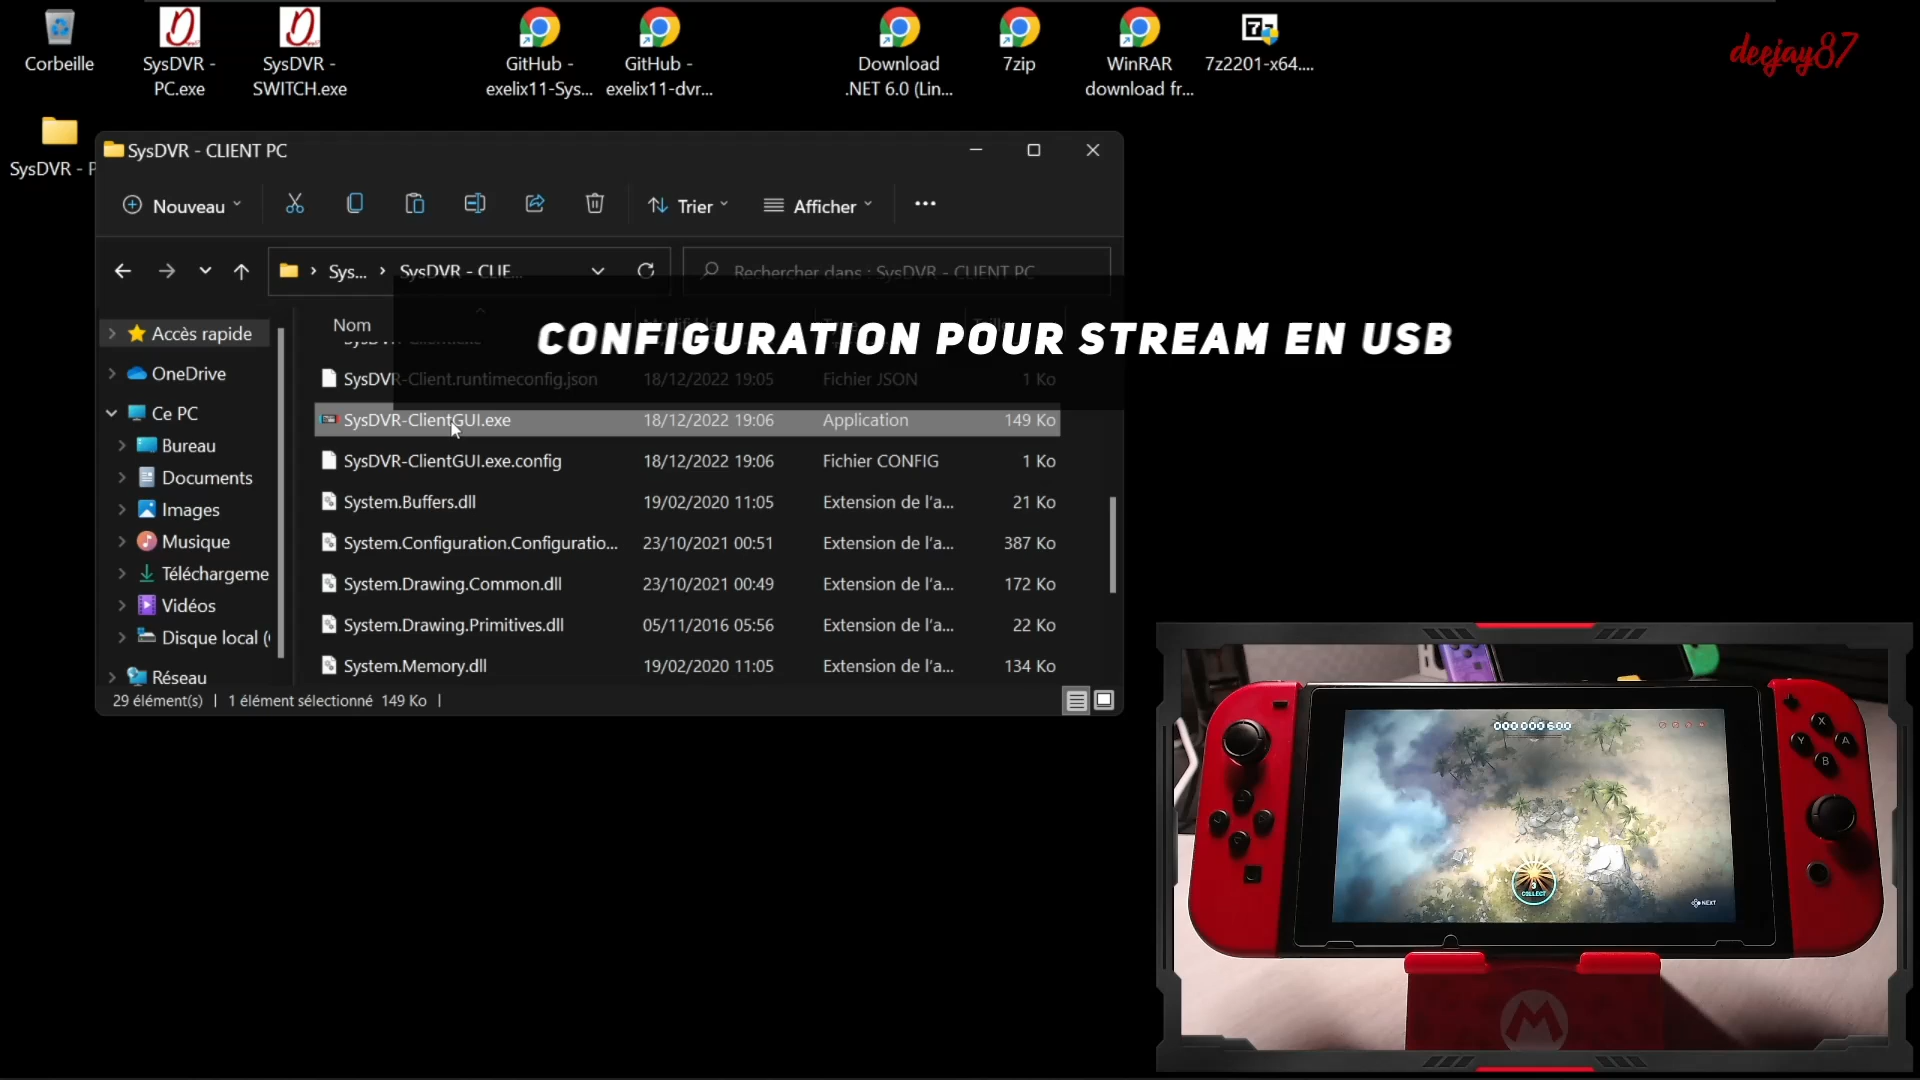 Corbeille
SysDVR -
PC.exe
SysDVR -
SWITCH.exe
GitHub -
exelix11-Sys...
GitHub -
exelix11-dvr...
Download
.NET 6.0 (Lin...
7zip
WinRAR
download fr...
7z2201-x64....
deejay87
SysDVR - P
SysDVR - CLIENT PC
Nouveau
Trier
Afficher
Sys...
SysDVR - CLIE...
Rechercher dans : SysDVR - CLIENT PC
CONFIGURATION POUR STREAM EN USB
Nom
Accès rapide
OneDrive
Ce PC
Bureau
Documents
Images
Musique
Téléchargeme
Vidéos
Disque local (
Réseau
SysDVR-Client.runtimeconfig.json 18/12/2022 19:05 Fichier JSON 1 Ko
SysDVR-ClientGUI.exe 18/12/2022 19:06 Application 149 Ko
SysDVR-ClientGUI.exe.config 18/12/2022 19:06 Fichier CONFIG 1 Ko
System.Buffers.dll 19/02/2020 11:05 Extension de l'a... 21 Ko
System.Configuration.Configuratio... 23/10/2021 00:51 Extension de l'a... 387 Ko
System.Drawing.Common.dll 23/10/2021 00:49 Extension de l'a... 172 Ko
System.Drawing.Primitives.dll 05/11/2016 05:56 Extension de l'a... 22 Ko
System.Memory.dll 19/02/2020 11:05 Extension de l'a... 134 Ko
29 élément(s) | 1 élément sélectionné 149 Ko |
X
Y
A
B
3
COLLECT
NEXT
M